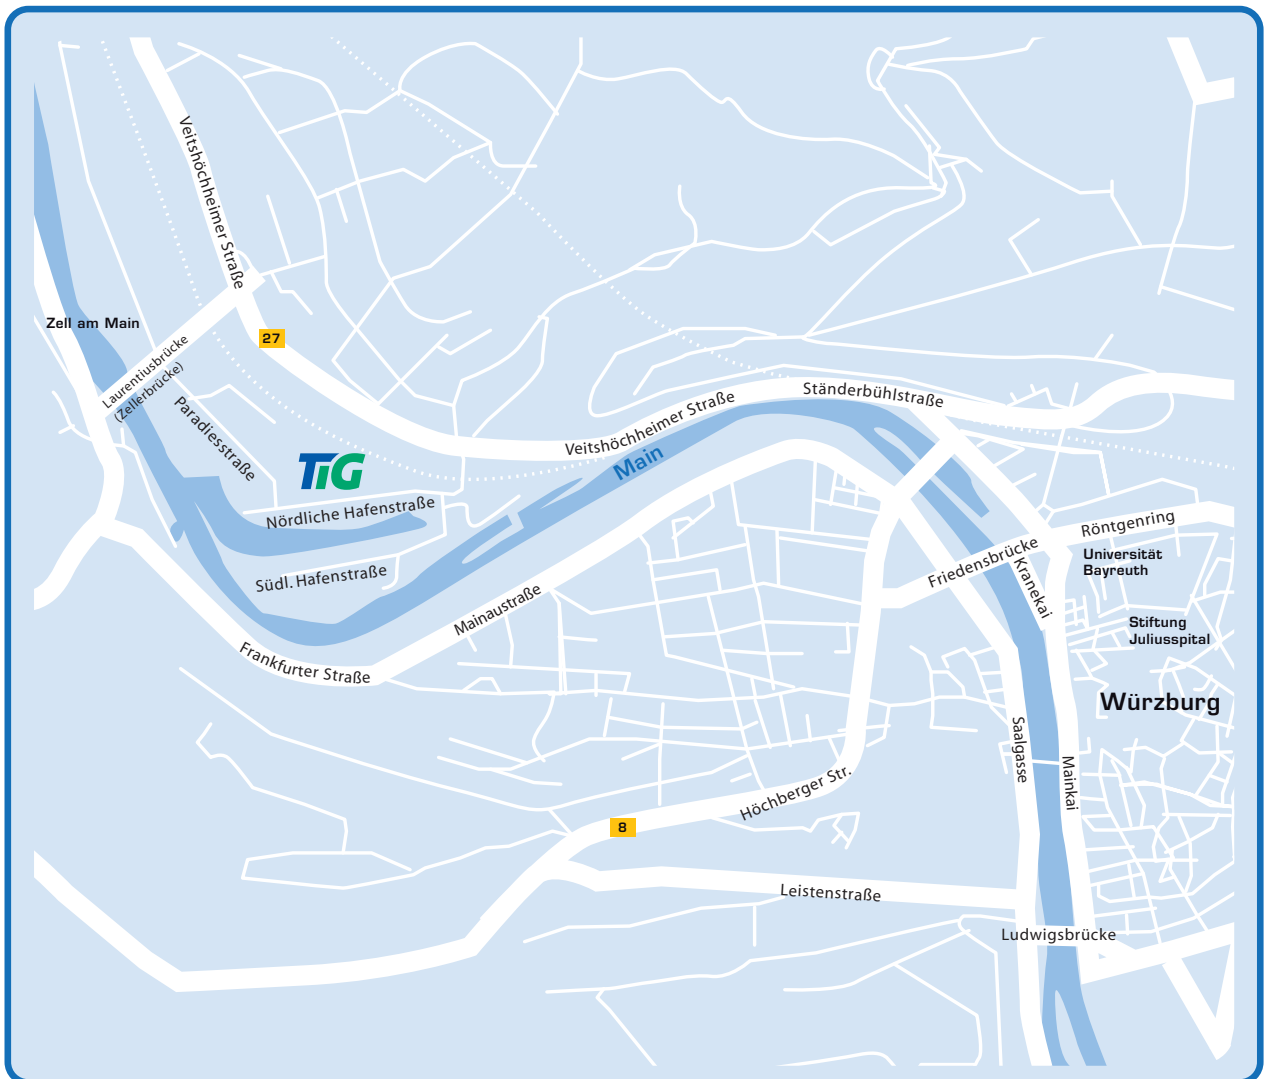 Veitshöchheimer Straße
Zell am Main
27
Laurentiusbrücke
(Zellerbrücke)
Paradiesstraße
TiG
Nördliche Hafenstraße
Südl. Hafenstraße
Veitshöchheimer Straße
Main
Ständerbühlstraße
Röntgenring
Friedensbrücke
Universität
Bayreuth
Kranekai
Stiftung
Juliusspital
Mainaustraße
Frankfurter Straße
Würzburg
Saalgasse
Mainkai
Höchberger Str.
8
Leistenstraße
Ludwigsbrücke